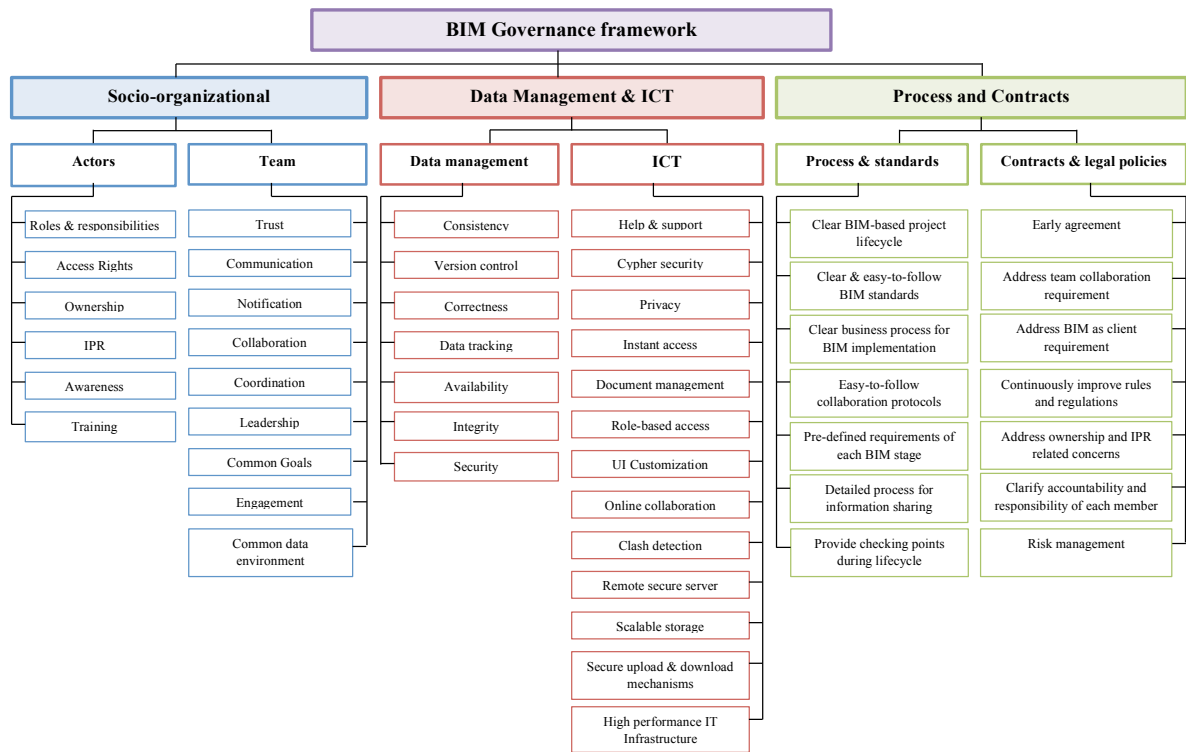 BIM Governance framework
Socio-organizational
Data Management & ICT
Process and Contracts
Actors
Team
Data management
ICT
Process & standards
Contracts & legal policies
Roles & responsibilities
Access Rights
Ownership
IPR
Awareness
Training
Trust
Communication
Notification
Collaboration
Coordination
Leadership
Common Goals
Engagement
Common data
environment
Consistency
Version control
Correctness
Data tracking
Availability
Integrity
Security
Help & support
Cypher security
Privacy
Instant access
Document management
Role-based access
UI Customization
Online collaboration
Clash detection
Remote secure server
Scalable storage
Secure upload & download
mechanisms
High performance IT
Infrastructure
Clear BIM-based project
lifecycle
Clear & easy-to-follow
BIM standards
Clear business process for
BIM implementation
Easy-to-follow
collaboration protocols
Pre-defined requirements of
each BIM stage
Detailed process for
information sharing
Provide checking points
during lifecycle
Early agreement
Address team collaboration
requirement
Address BIM as client
requirement
Continuously improve rules
and regulations
Address ownership and IPR
related concerns
Clarify accountability and
responsibility of each member
Risk management